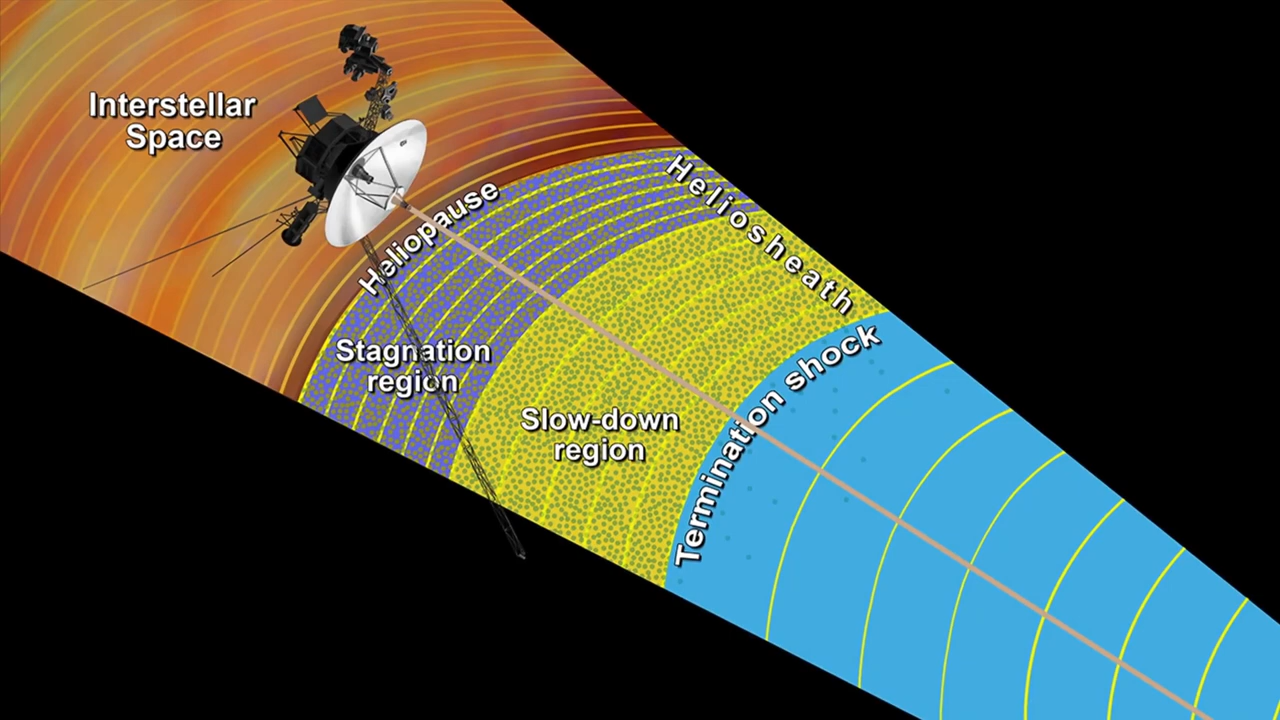 Interstellar
Space
Heliopause
Heliosheath
Stagnation
region
Slow-down
region
Termination shock